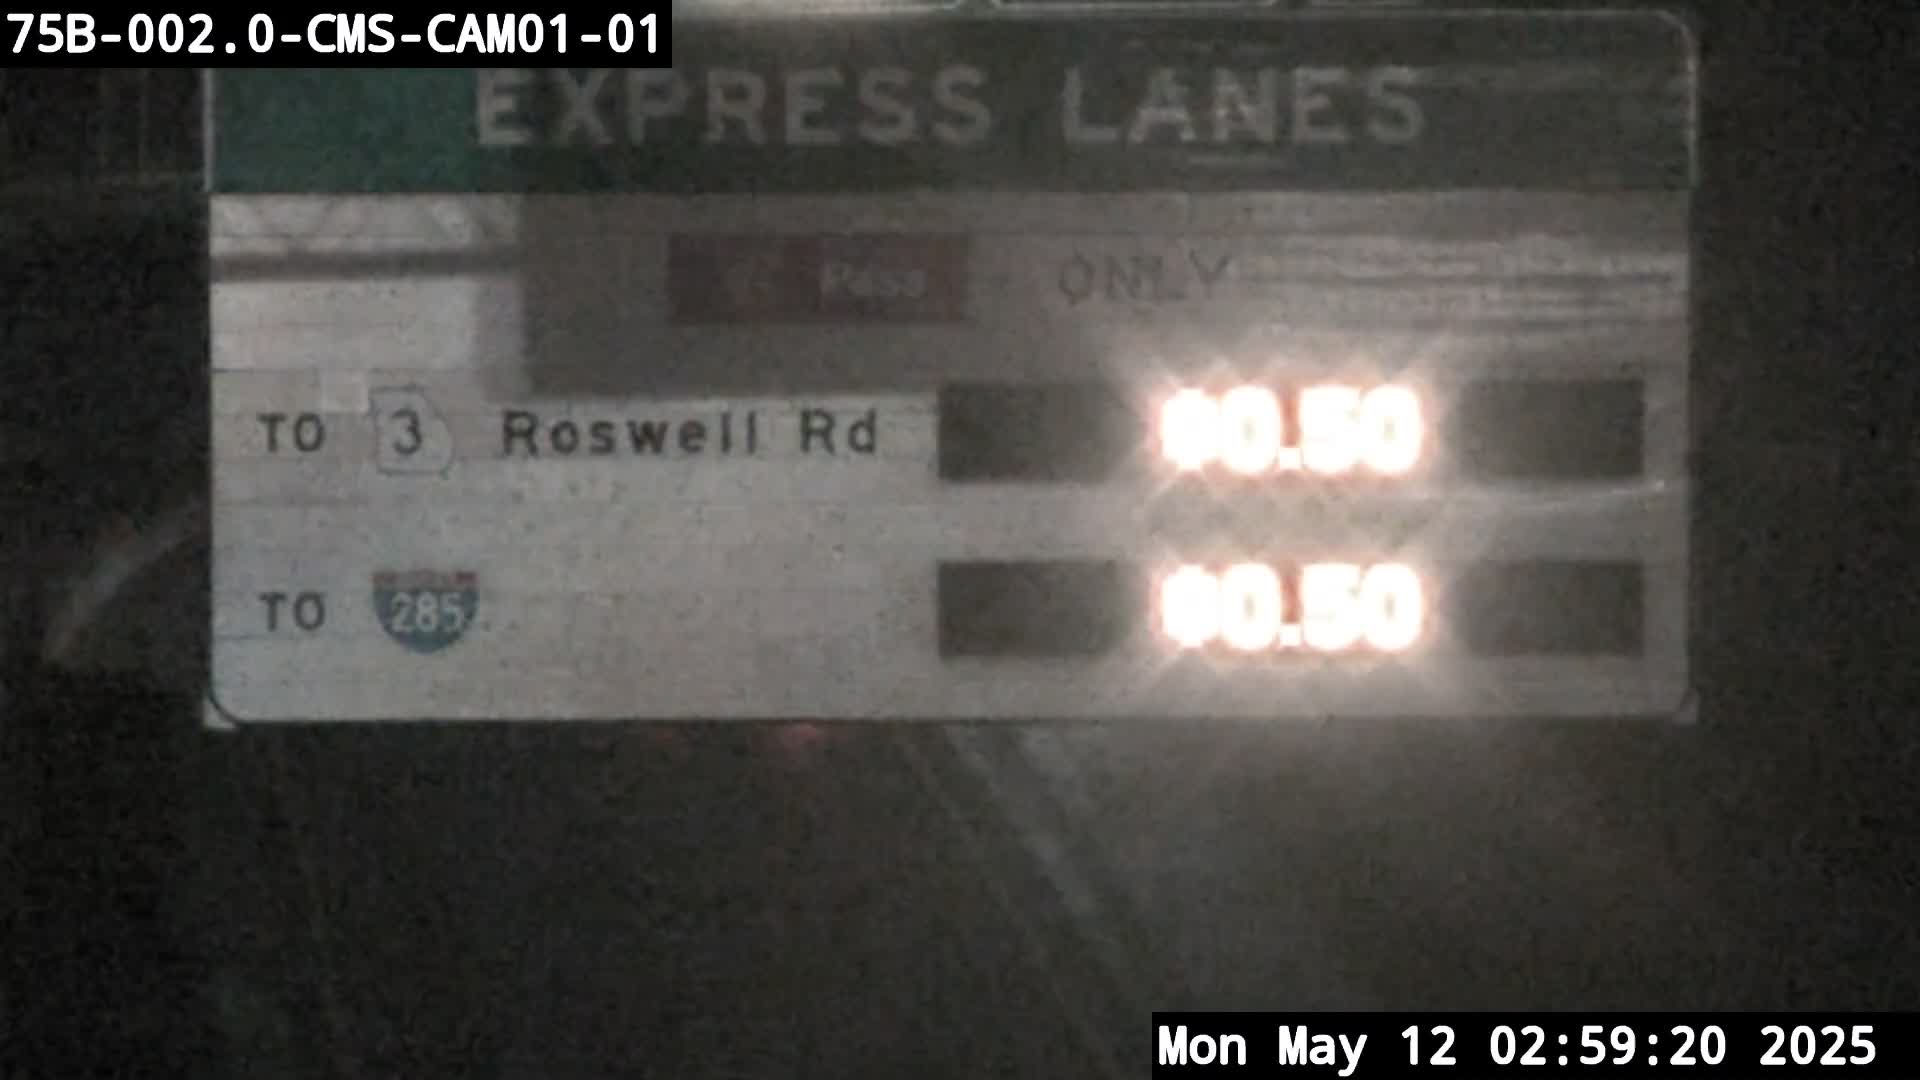 75B-002.0-CMS-CAM01-01
EXPRESS LANES
Pass ONLY
TO 3 Roswell Rd $0.50
TO 285 $0.50
Mon May 12 02:59:20 2025